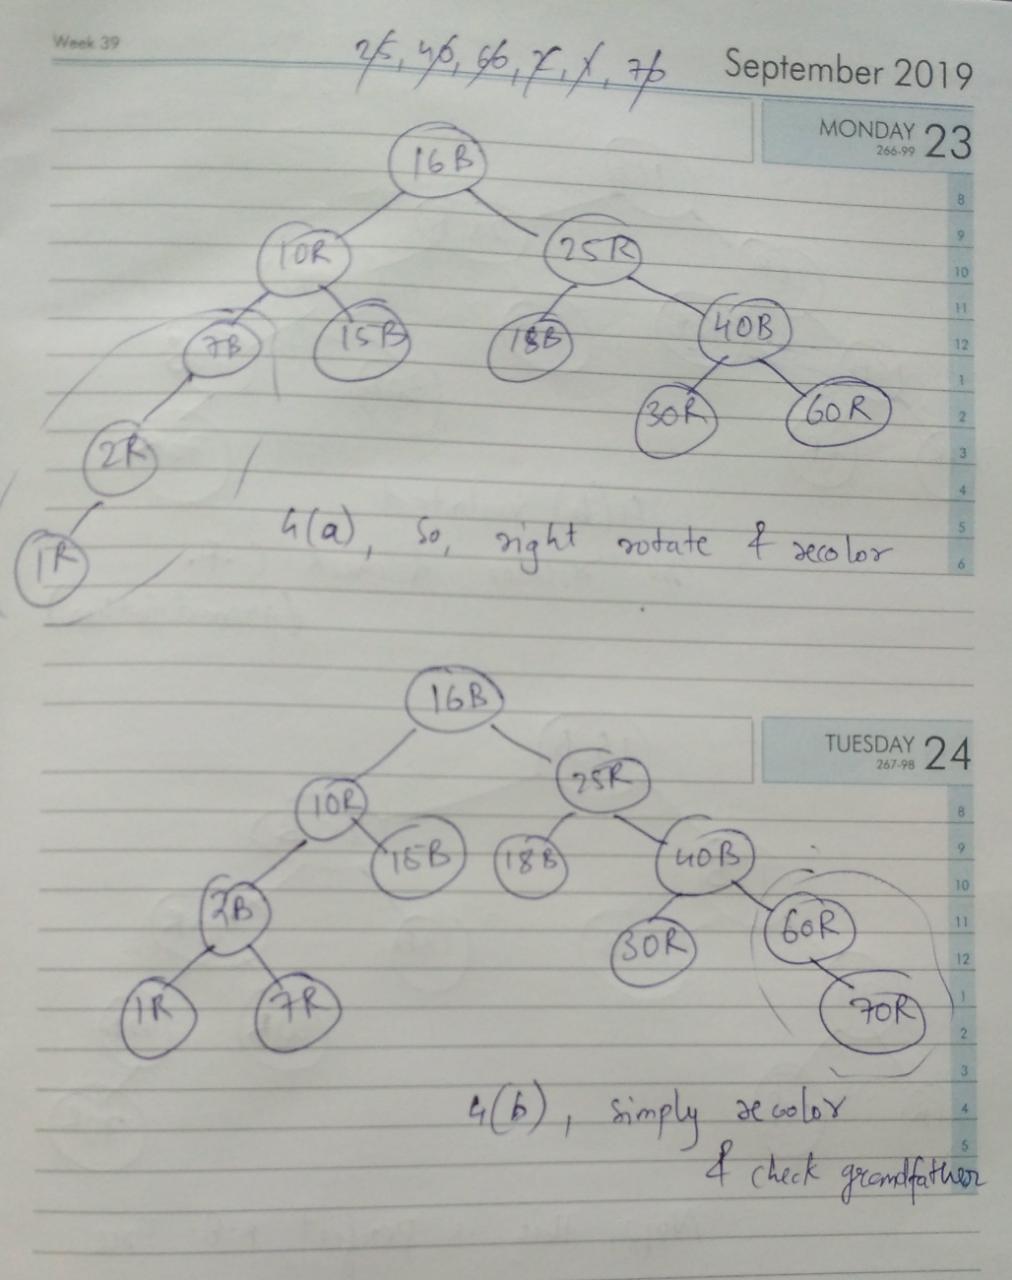 Week 39
25, 40, 60, 2, 1, 70
September 2019
MONDAY 23
266-99
16B
10R 25R
7B 15B 18B 40B
30R 60R
2R
1R
4(a), So, right rotate & recolor
8
9
10
11
12
1
2
3
4
5
6
TUESDAY 24
267-98
16B
10R 25R
15B 18B 40B
2B 30R 60R
1R 7R 70R
4(b), simply recolor
& check grandfather
8
9
10
11
12
1
2
3
4
5